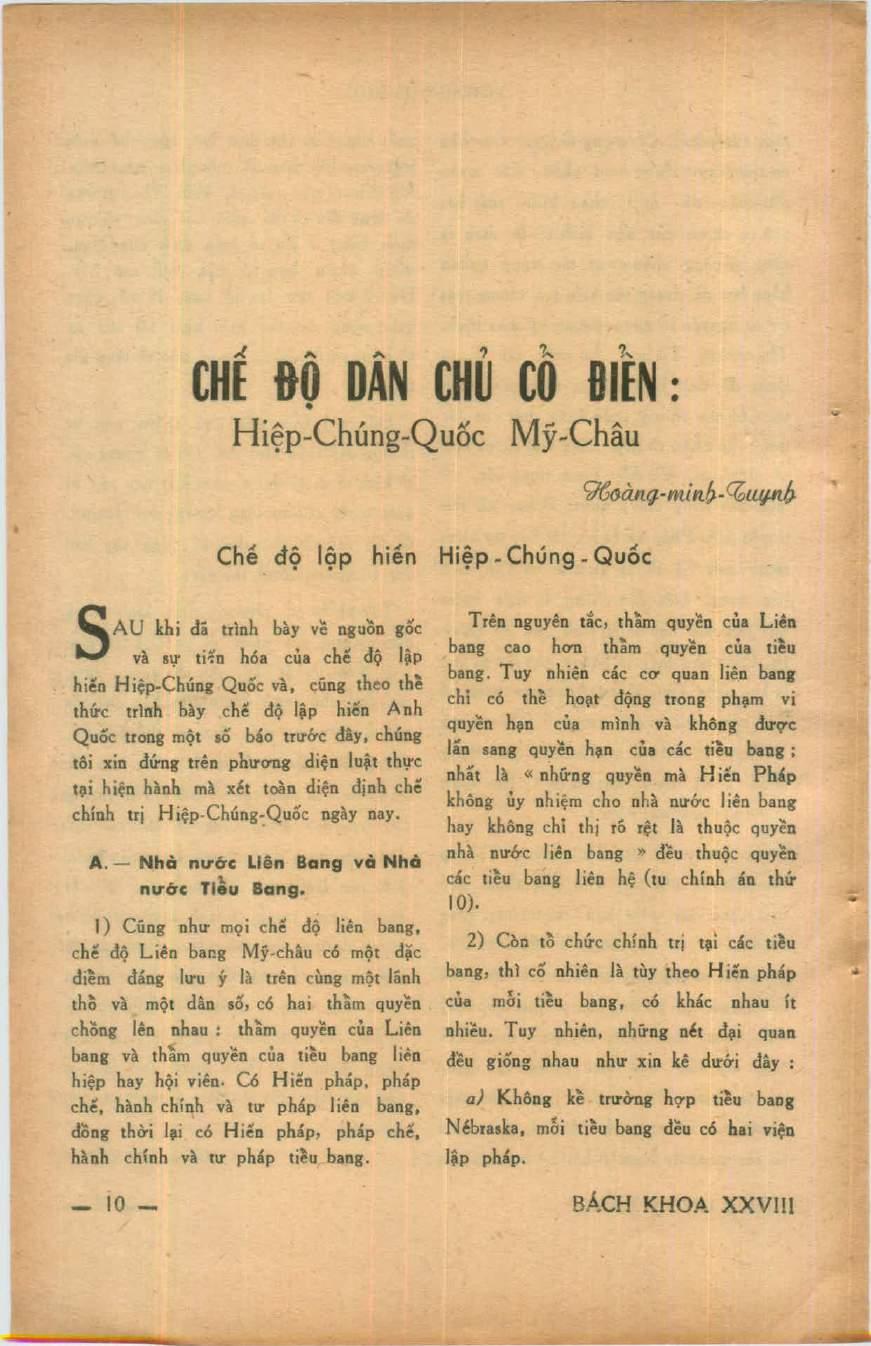 CHẾ ĐỘ DÂN CHỦ CỔ ĐIỂN :
Hiệp-Chúng-Quốc Mỹ-Châu
Hoàng-minh-Tuynh
Chế độ lập hiến Hiệp - Chúng - Quốc
SAU khi đã trình bày về nguồn gốc
và sự tiến hóa của chế độ lập
hiến Hiệp-Chúng Quốc và, cũng theo thể
thức trình bày chế độ lập hiến Anh
Quốc trong một số báo trước đây, chúng
tôi xin đứng trên phương diện luật thực
tại hiện hành mà xét toàn diện định chế
chính trị Hiệp-Chúng-Quốc ngày nay.
A. — Nhà nước Liên Bang và Nhà
nước Tiểu Bang.
1) Cũng như mọi chế độ liên bang,
chế độ Liên bang Mỹ-châu có một đặc
điểm đáng lưu ý là trên cùng một lãnh
thổ và một dân số, có hai thẩm quyền
chồng lên nhau : thẩm quyền của Liên
bang và thẩm quyền của tiểu bang liên
hiệp hay hội viên. Có Hiến pháp, pháp
chế, hành chính và tư pháp liên bang,
đồng thời lại có Hiến pháp, pháp chế,
hành chính và tư pháp tiểu bang.
Trên nguyên tắc, thẩm quyền của Liên
bang cao hơn thẩm quyền của tiểu
bang. Tuy nhiên các cơ quan liên bang
chỉ có thể hoạt động trong phạm vi
quyền hạn của mình và không được
lấn sang quyền hạn của các tiểu bang ;
nhất là « những quyền mà Hiến Pháp
không ủy nhiệm cho nhà nước liên bang
hay không chỉ thị rõ rệt là thuộc quyền
nhà nước liên bang » đều thuộc quyền
các tiểu bang liên hệ (tu chính án thứ
10).
2) Còn tổ chức chính trị tại các tiểu
bang, thì cố nhiên là tùy theo Hiến pháp
của mỗi tiểu bang, có khác nhau ít
nhiều. Tuy nhiên, những nét đại quan
đều giống nhau như xin kê dưới đây :
a) Không kể trường hợp tiểu bang
Nébraska, mỗi tiểu bang đều có hai viện
lập pháp.
— 10 —
BÁCH KHOA XXVIII